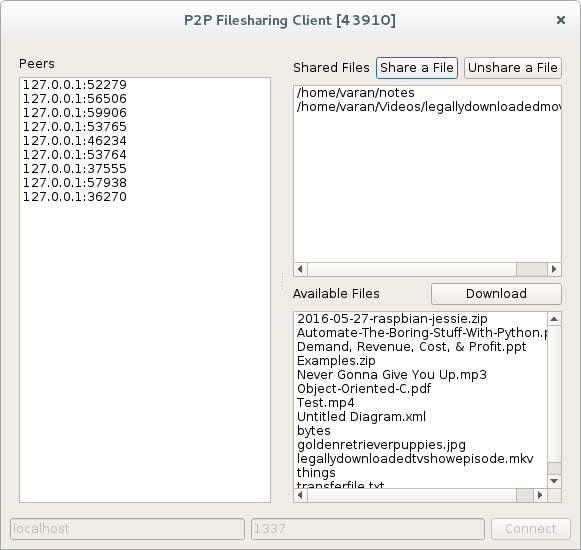 P2P Filesharing Client [43910]
Peers
127.0.0.1:52279
127.0.0.1:56506
127.0.0.1:59906
127.0.0.1:53765
127.0.0.1:46234
127.0.0.1:53764
127.0.0.1:37555
127.0.0.1:57938
127.0.0.1:36270
Shared Files Share a File Unshare a File
/home/varan/notes
/home/varan/Videos/legallydownloadedmov
Available Files Download
2016-05-27-raspbian-jessie.zip
Automate-The-Boring-Stuff-With-Python.p
Demand, Revenue, Cost, & Profit.ppt
Examples.zip
Never Gonna Give You Up.mp3
Object-Oriented-C.pdf
Test.mp4
Untitled Diagram.xml
bytes
goldenretrieverpuppies.jpg
legallydownloadedtvshowepisode.mkv
things
transferfile.txt
localhost 1337 Connect